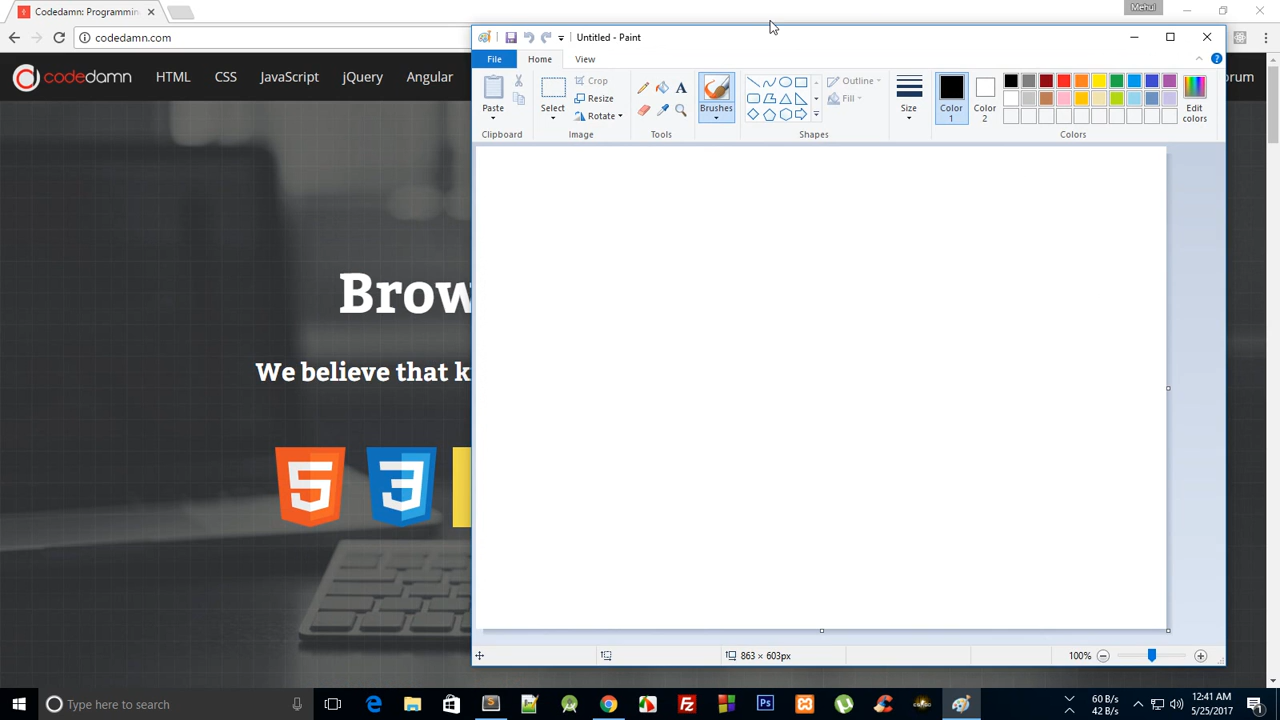 Codedamn: Programmin
Mehul
codedamn.com
Untitled - Paint
codedamn HTML CSS JavaScript jQuery Angular
File Home View
Paste
Clipboard
Select
Crop
Resize
Rotate
Image
A
Tools
Brushes
Shapes
Outline
Fill
Size
Color 1
Color 2
Edit colors
Colors
orum
Brow
We believe that k
5 3
863 × 603px
100%
Type here to search
60 B/s
42 B/s
12:41 AM
5/25/2017